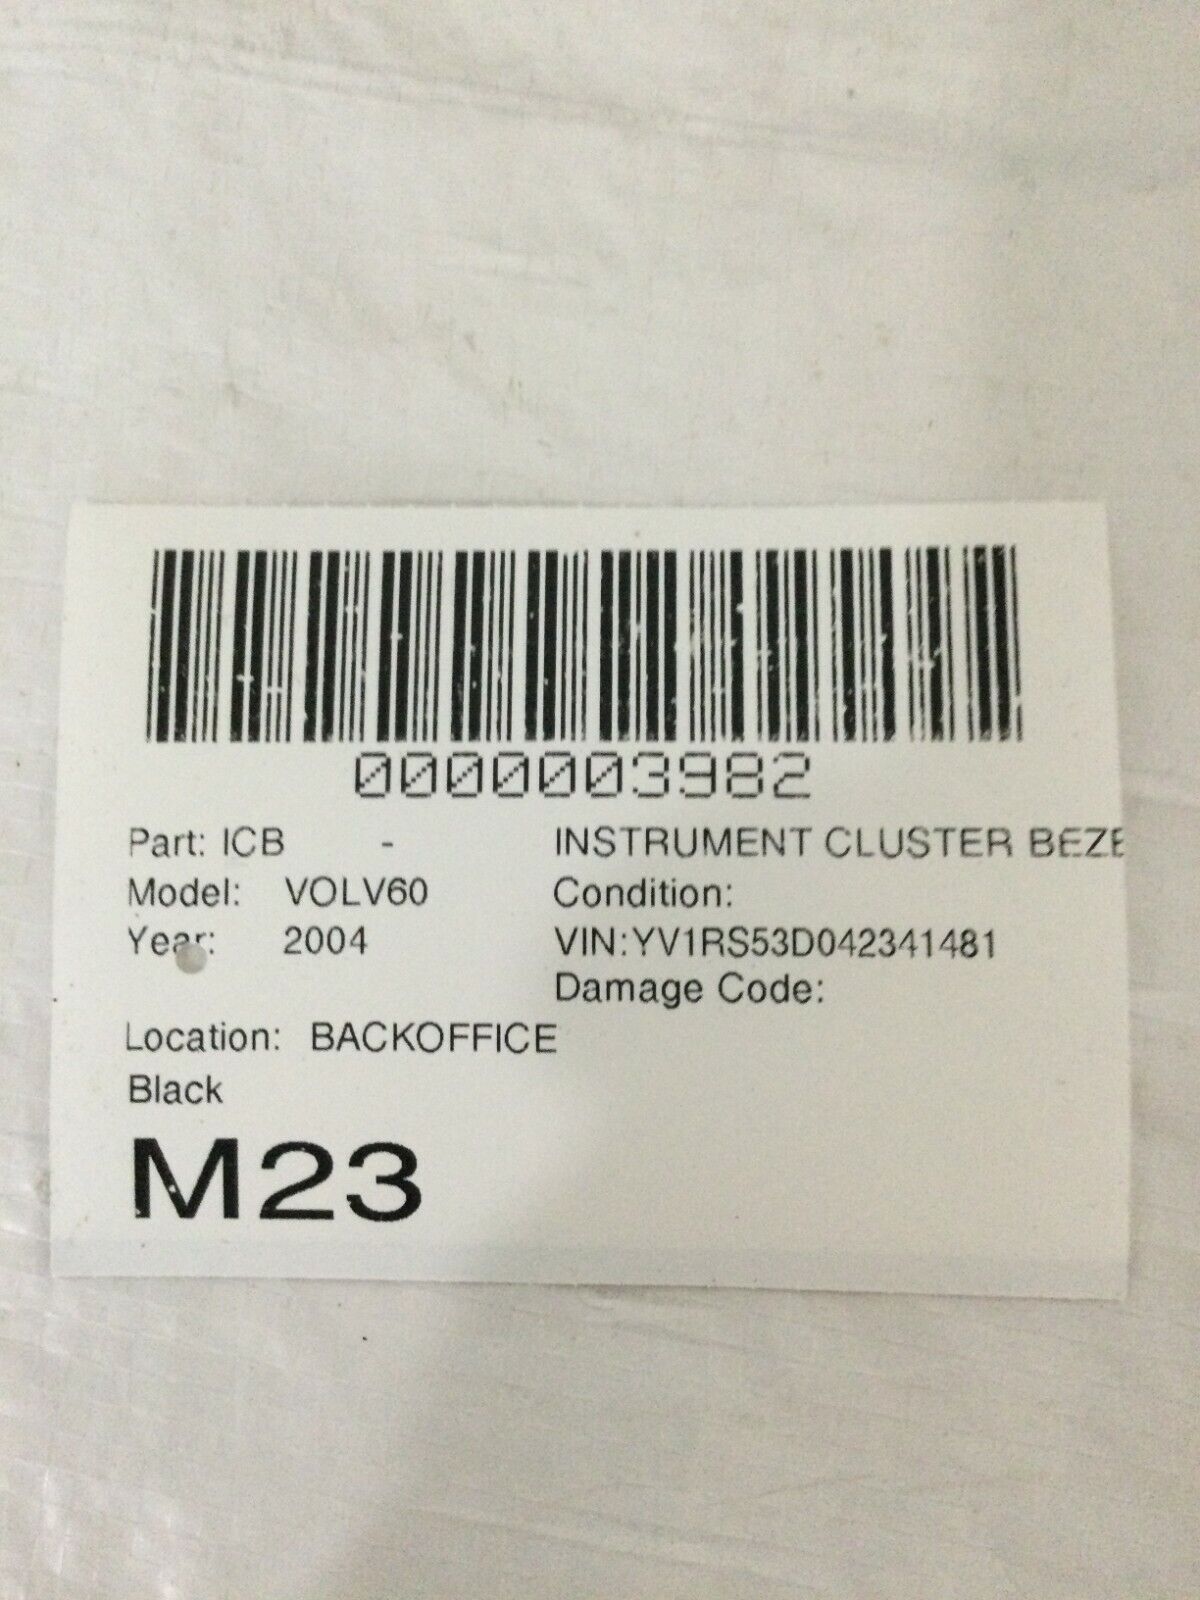 0000003982
Part: ICB - INSTRUMENT CLUSTER BEZE
Model: VOLV60 Condition:
Year: 2004 VIN:YV1RS53D042341481
Damage Code:
Location: BACKOFFICE
Black
M23